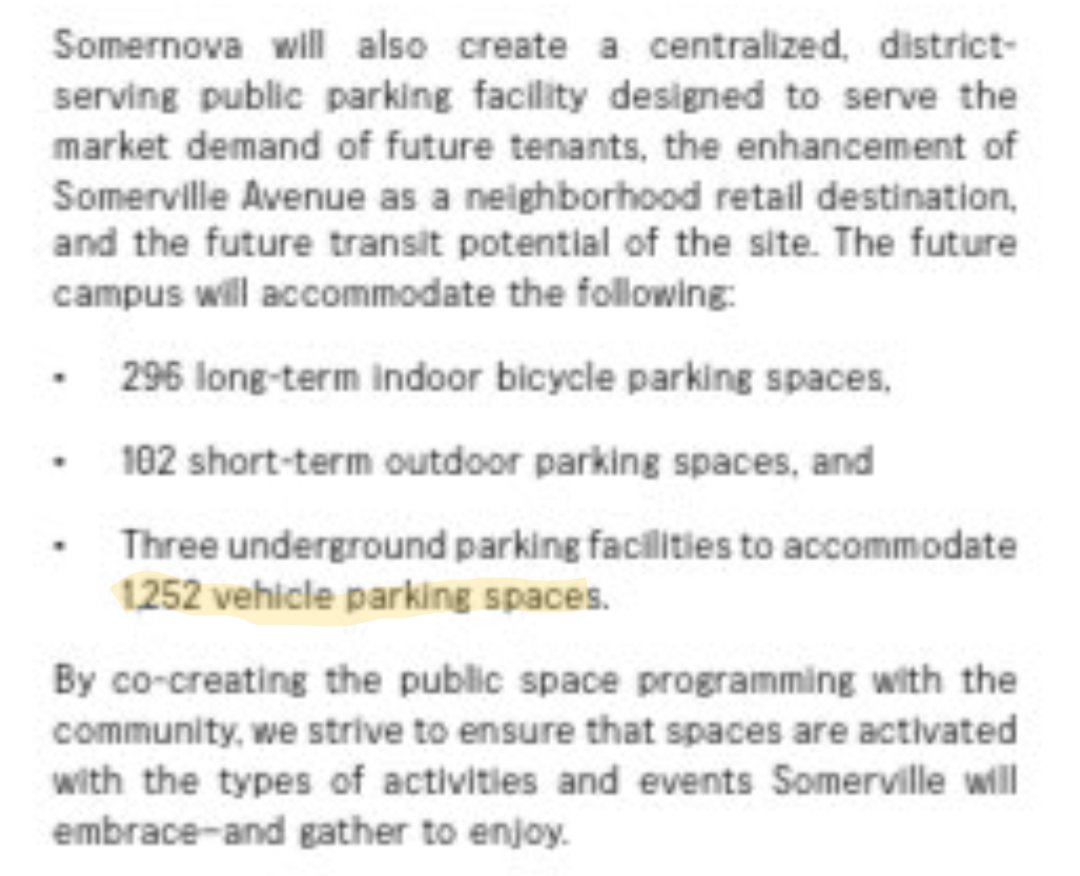 Somernova will also create a centralized, district-
serving public parking facility designed to serve the
market demand of future tenants, the enhancement of
Somerville Avenue as a neighborhood retail destination,
and the future transit potential of the site. The future
campus will accommodate the following:
• 296 long-term indoor bicycle parking spaces,
• 102 short-term outdoor parking spaces, and
• Three underground parking facilities to accommodate
1,252 vehicle parking spaces.
By co-creating the public space programming with the
community, we strive to ensure that spaces are activated
with the types of activities and events Somerville will
embrace—and gather to enjoy.